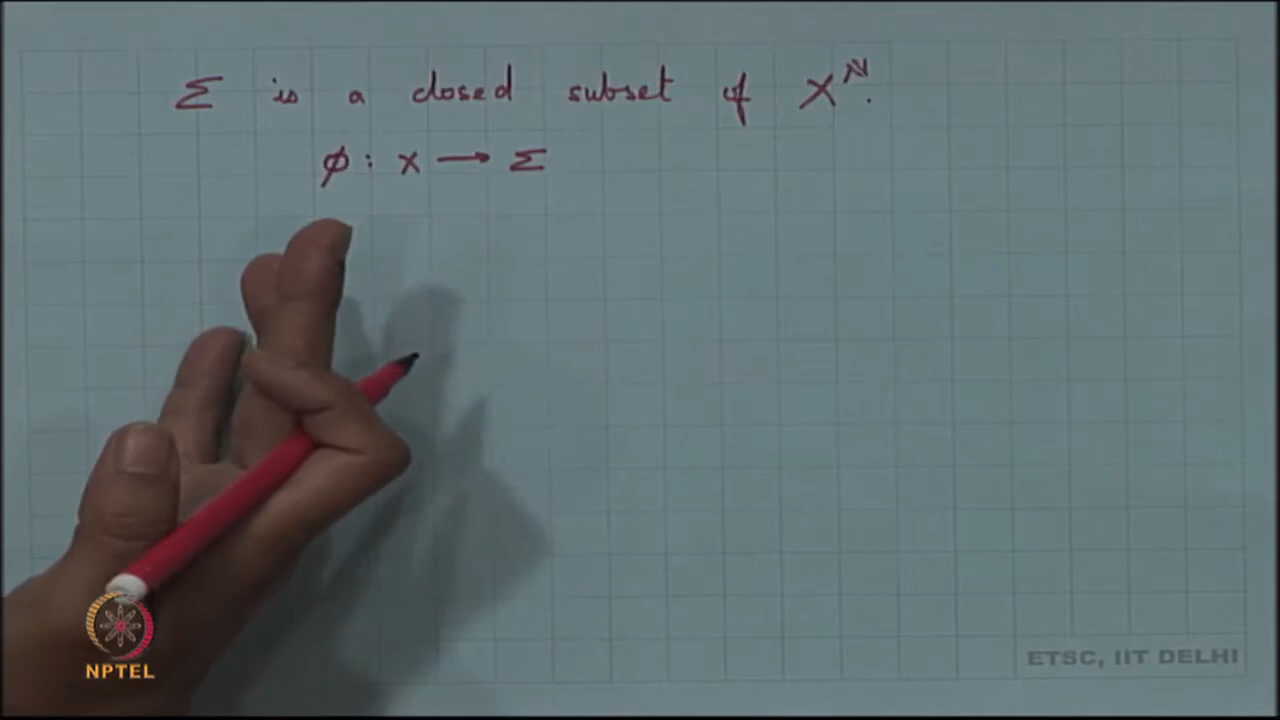 Σ is a closed subset of X^ℕ.
φ : X ⟶ Σ
NPTEL
ETSC, IIT DELHI